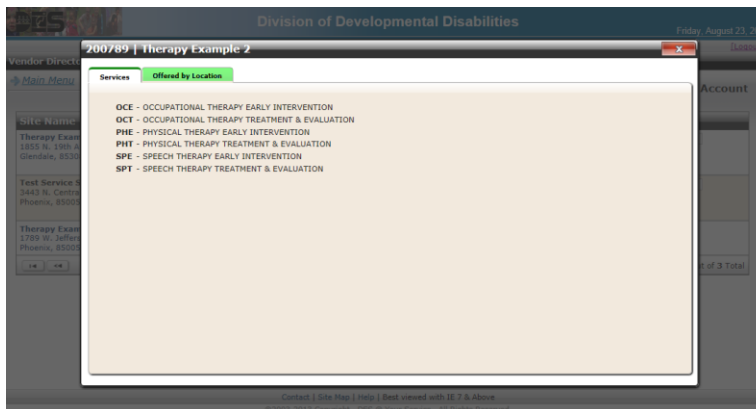 DES
Division of Developmental Disabilities
Friday, August 23, 2
200789 | Therapy Example 2
x
[Logou
Vendor Directo
Main Menu
Account
Services
Offered by Location
OCE - OCCUPATIONAL THERAPY EARLY INTERVENTION
OCT - OCCUPATIONAL THERAPY TREATMENT & EVALUATION
PHE - PHYSICAL THERAPY EARLY INTERVENTION
PHT - PHYSICAL THERAPY TREATMENT & EVALUATION
SPE - SPEECH THERAPY EARLY INTERVENTION
SPT - SPEECH THERAPY TREATMENT & EVALUATION
Site Name
Therapy Exam
1855 N. 19th A
Glendale, 8530
Test Service S
3443 N. Centra
Phoenix, 85005
Therapy Exam
1789 W. Jeffers
Phoenix, 85005
t of 3 Total
Contact | Site Map | Help | Best viewed with IE 7 & Above